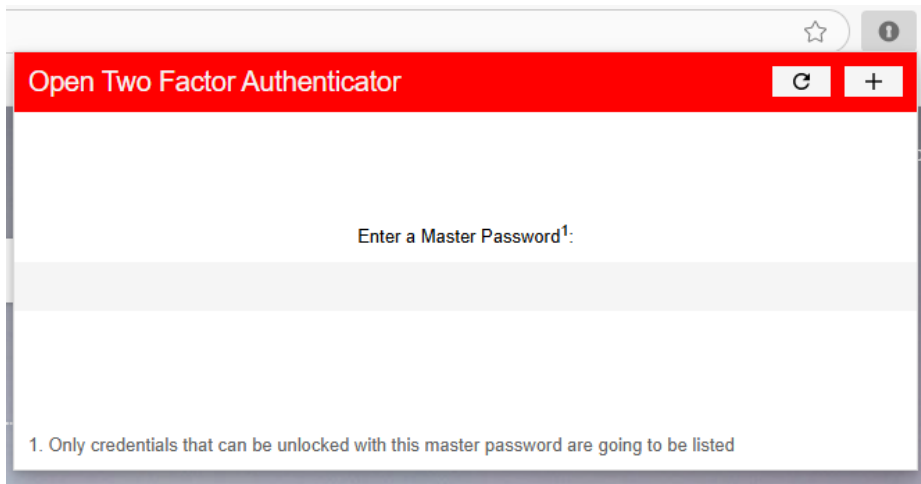 Open Two Factor Authenticator
Enter a Master Password¹:
1. Only credentials that can be unlocked with this master password are going to be listed